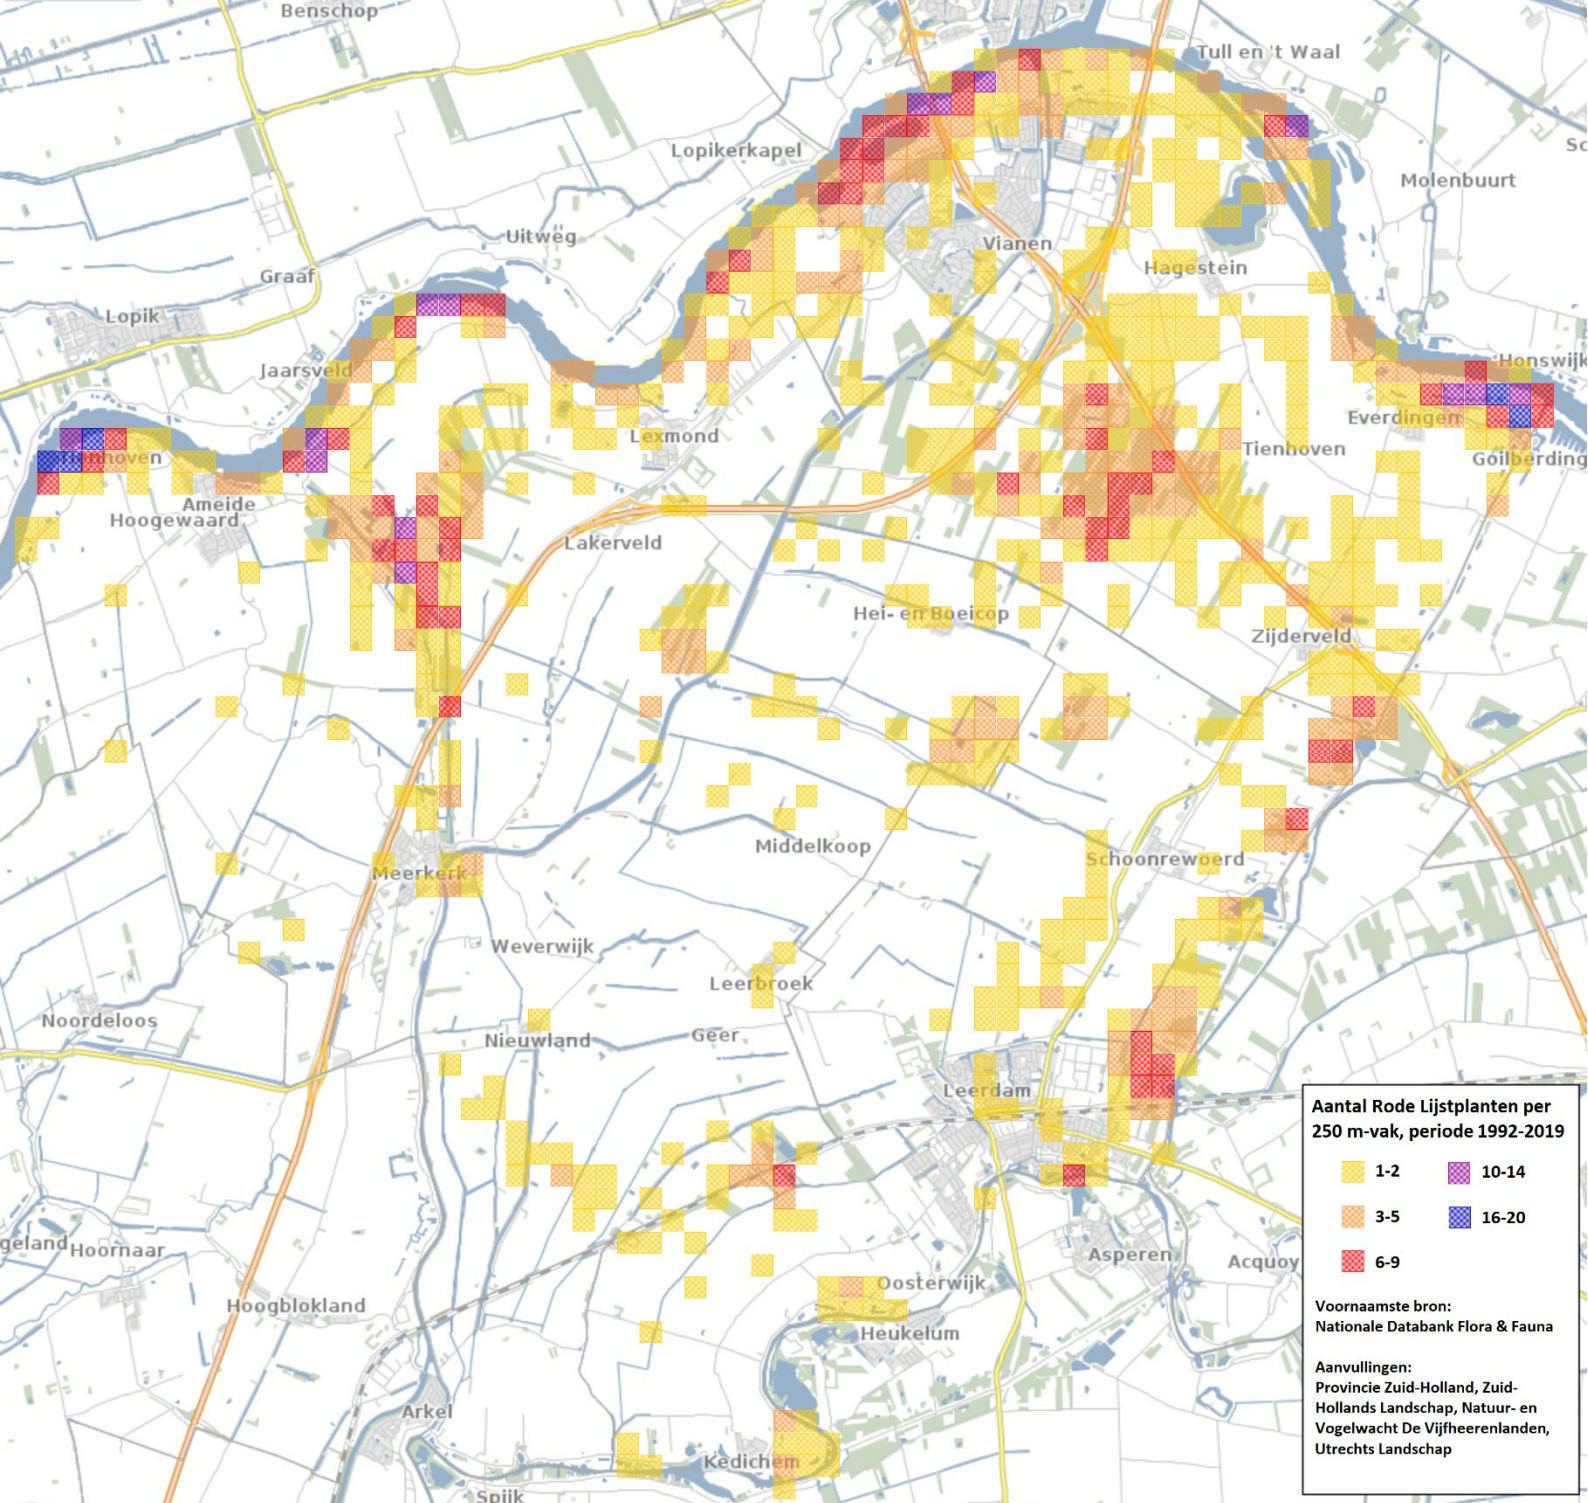 Benschop
Tull en 't Waal
Lopikerkapel
Sc
Molenbuurt
Uitweg
Vianen
Hagestein
Graaf
Lopik
Jaarsveld
Honswijk
Everdingen
Lexmond
Tienhoven
Tienhoven
Goilberding
Ameide
Hoogewaard
Lakerveld
Hei- en Boeicop
Zijderveld
Middelkoop
Schoonrewoerd
Meerkerk
Weverwijk
Leerbroek
Noordeloos
Nieuwland
Geer
Leerdam
geland
Hoornaar
Asperen
Acquoy
Oosterwijk
Hoogblokland
Heukelum
Arkel
Kedichem
Spijk
Aantal Rode Lijstplanten per
250 m-vak, periode 1992-2019
1-2
10-14
3-5
16-20
6-9
Voornaamste bron:
Nationale Databank Flora & Fauna
Aanvullingen:
Provincie Zuid-Holland, Zuid-
Hollands Landschap, Natuur- en
Vogelwacht De Vijfheerenlanden,
Utrechts Landschap